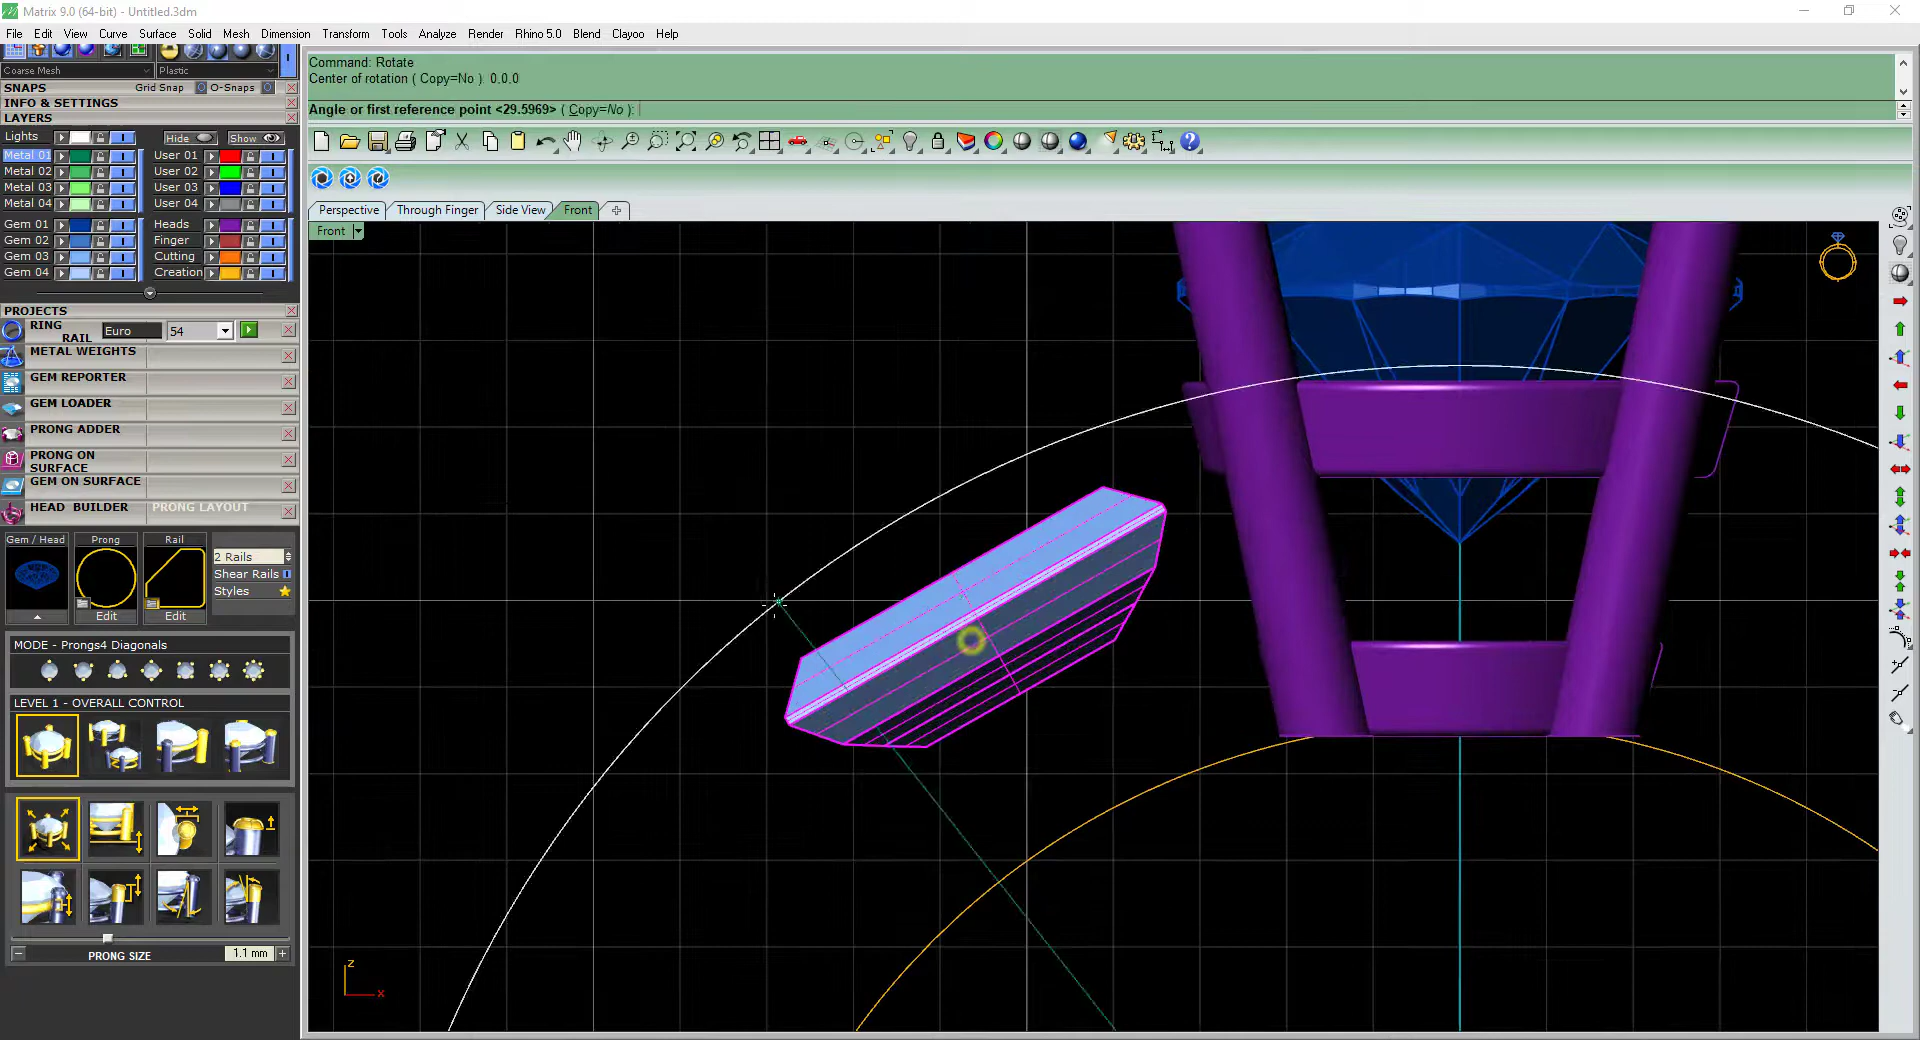 Matrix 9.0 (64-bit) - Untitled.3dm
File Edit View Curve Surface Solid Mesh Dimension Transform Tools Analyze Render Rhino 5.0 Blend Clayoo Help
Coarse Mesh Plastic
SNAPS Grid Snap O-Snaps
INFO & SETTINGS
LAYERS
Lights Hide Show
Metal 01 User 01
Metal 02 User 02
Metal 03 User 03
Metal 04 User 04
Gem 01 Heads
Gem 02 Finger
Gem 03 Cutting
Gem 04 Creation
PROJECTS
RING RAIL Euro 54
METAL WEIGHTS
GEM REPORTER
GEM LOADER
PRONG ADDER
PRONG ON SURFACE
GEM ON SURFACE
HEAD BUILDER PRONG LAYOUT
Gem / Head Prong Rail
2 Rails
Shear Rails
Styles
Edit Edit
MODE - Prongs4 Diagonals
LEVEL 1 - OVERALL CONTROL
PRONG SIZE 1.1 mm
Command: Rotate
Center of rotation ( Copy=No ): 0,0,0
Angle or first reference point <29.5969> ( Copy=No ):
Perspective Through Finger Side View Front
Front
z
x